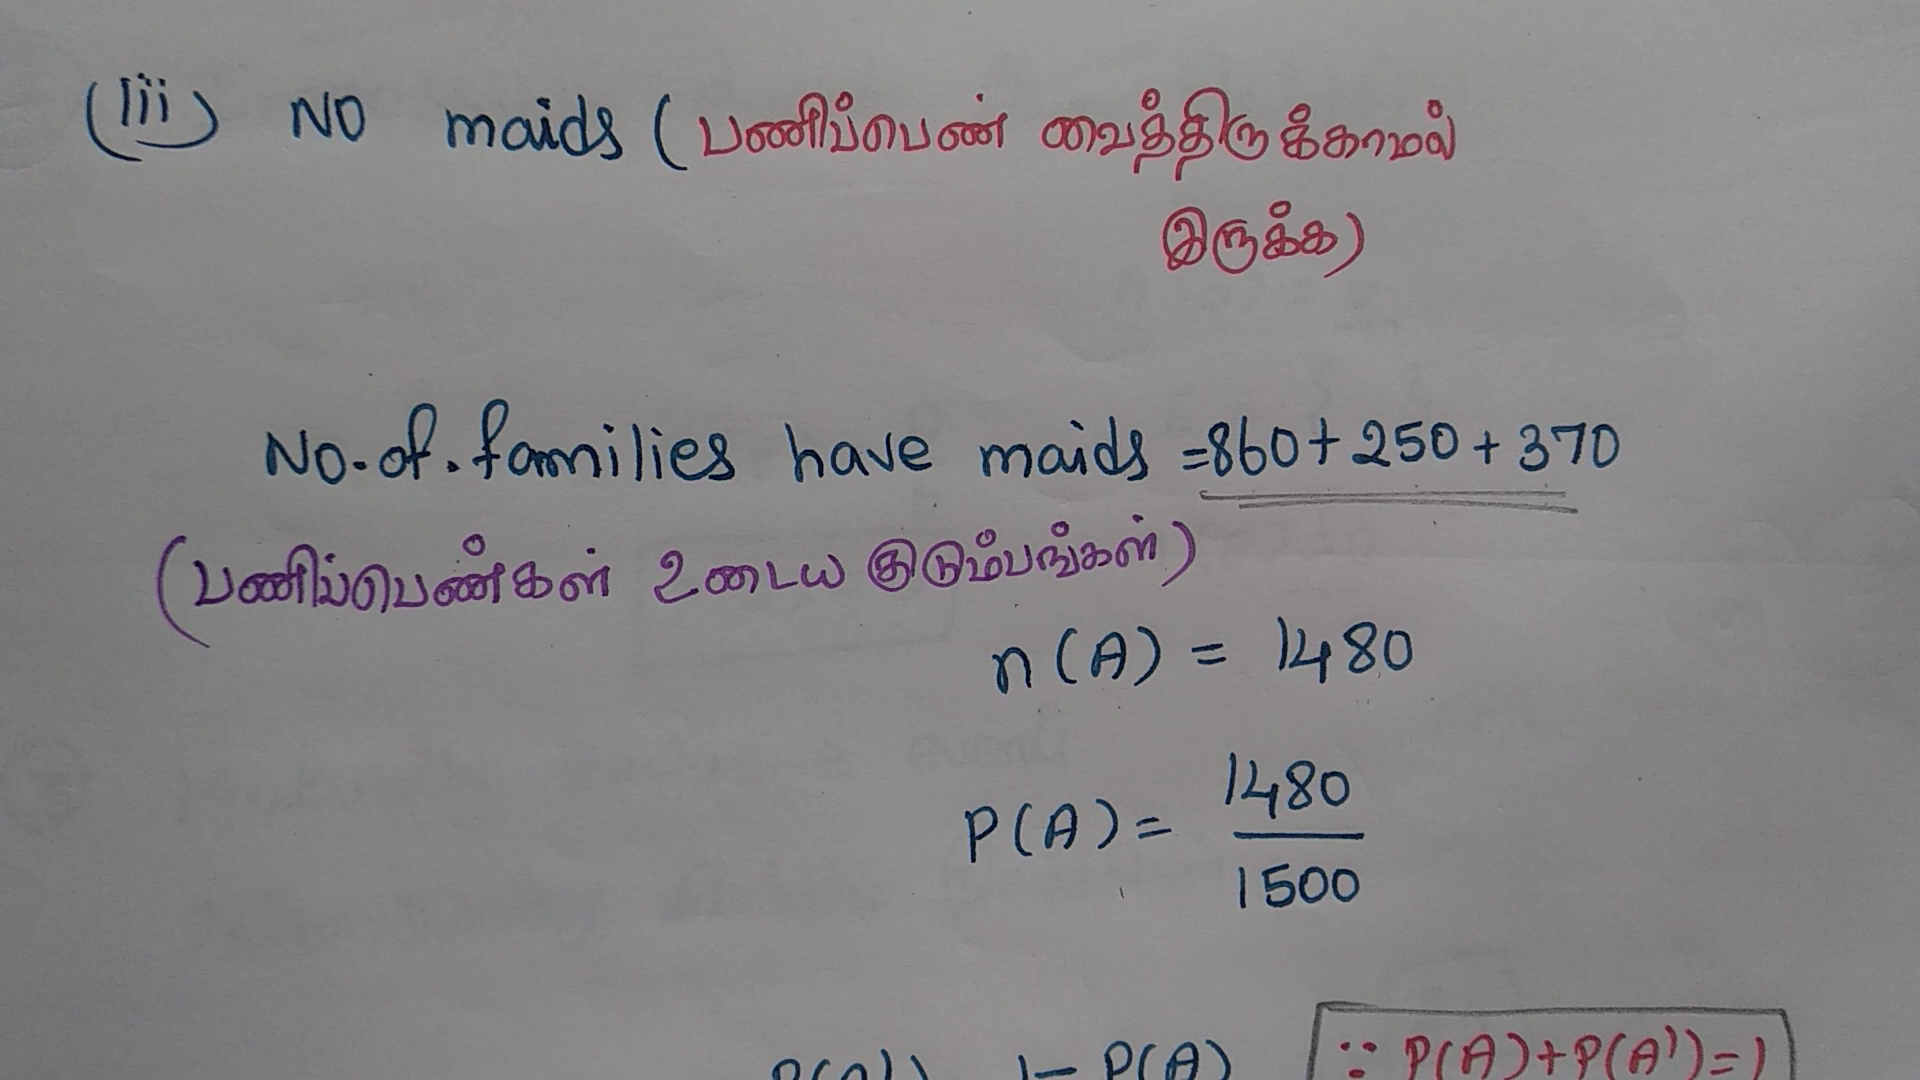 (iii) NO maids (பணிப்பெண் வைத்திருக்காமல்
இருக்க)
No.of.families have maids =860+250+370
(பணிப்பெண்கள் உடைய குடும்பங்கள்)
n(A) = 1480
P(A)= 1480
1500
P(A') 1- P(A) ∵ P(A)+P(A')=1